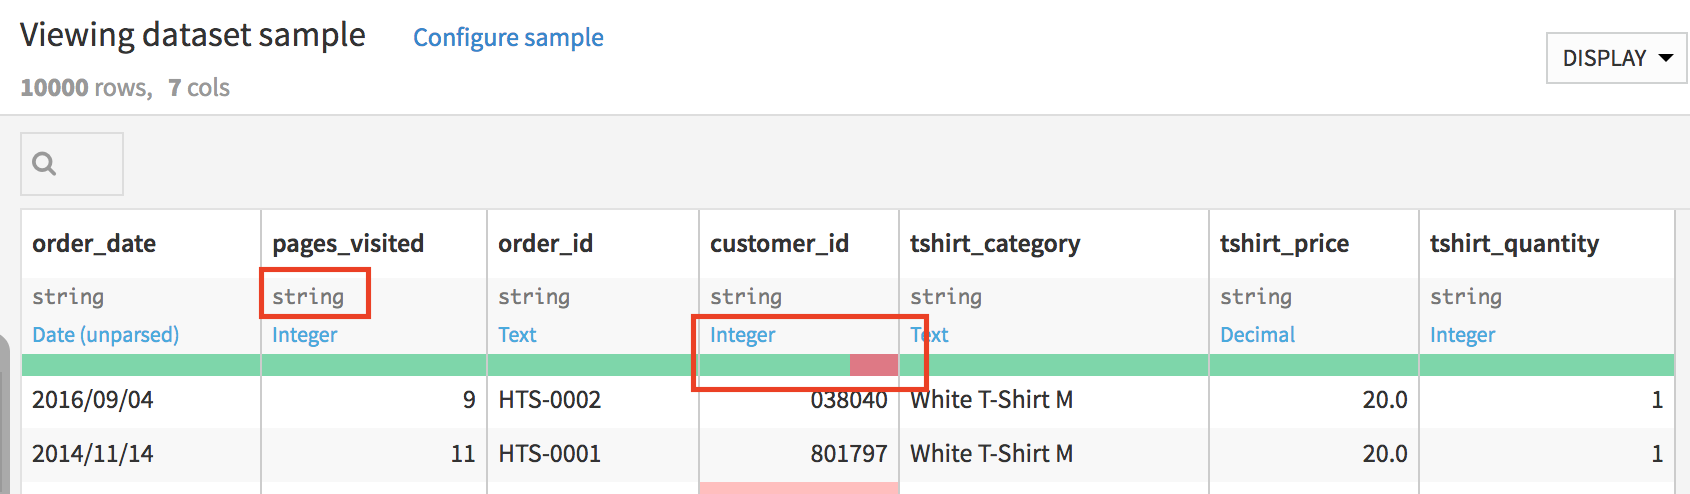 Viewing dataset sample Configure sample
DISPLAY
10000 rows, 7 cols
order_date pages_visited order_id customer_id tshirt_category tshirt_price tshirt_quantity
string string string string string string string
Date (unparsed) Integer Text Integer Text Decimal Integer
2016/09/04 9 HTS-0002 038040 White T-Shirt M 20.0 1
2014/11/14 11 HTS-0001 801797 White T-Shirt M 20.0 1